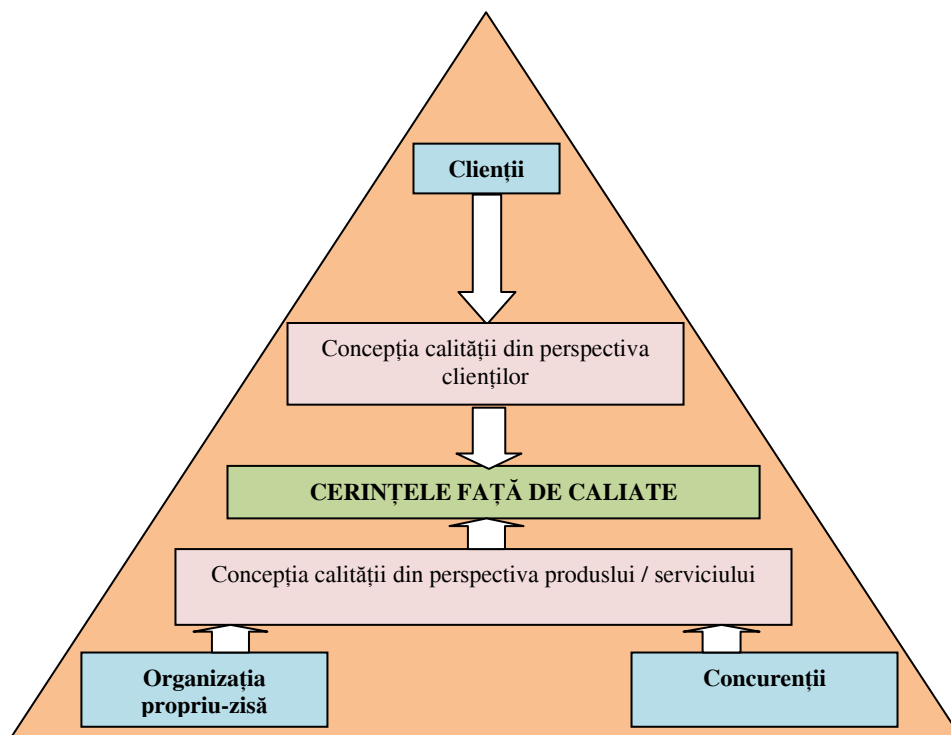 Clienții
Concepția calității din perspectiva
clienților
CERINȚELE FAȚĂ DE CALIATE
Concepția calității din perspectiva produslui / serviciului
Organizația
propriu-zisă
Concurenții